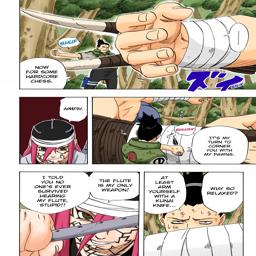 NOW
FOR SOME
HARDCORE
CHESS.
IT'S MY
TURN TO
CORNER
YOU WITH
MY PAWNS.
I TOLD
YOU NO
ONE'S EVER
SURVIVED
HEARING
MY FLUTE,
STUPID!!
THE FLUTE
IS MY ONLY
WEAPON!
AT
LEAST ARM
YOURSELF
WITH A
KUNAI
KNIFE...
WHY SO
RELAXED?